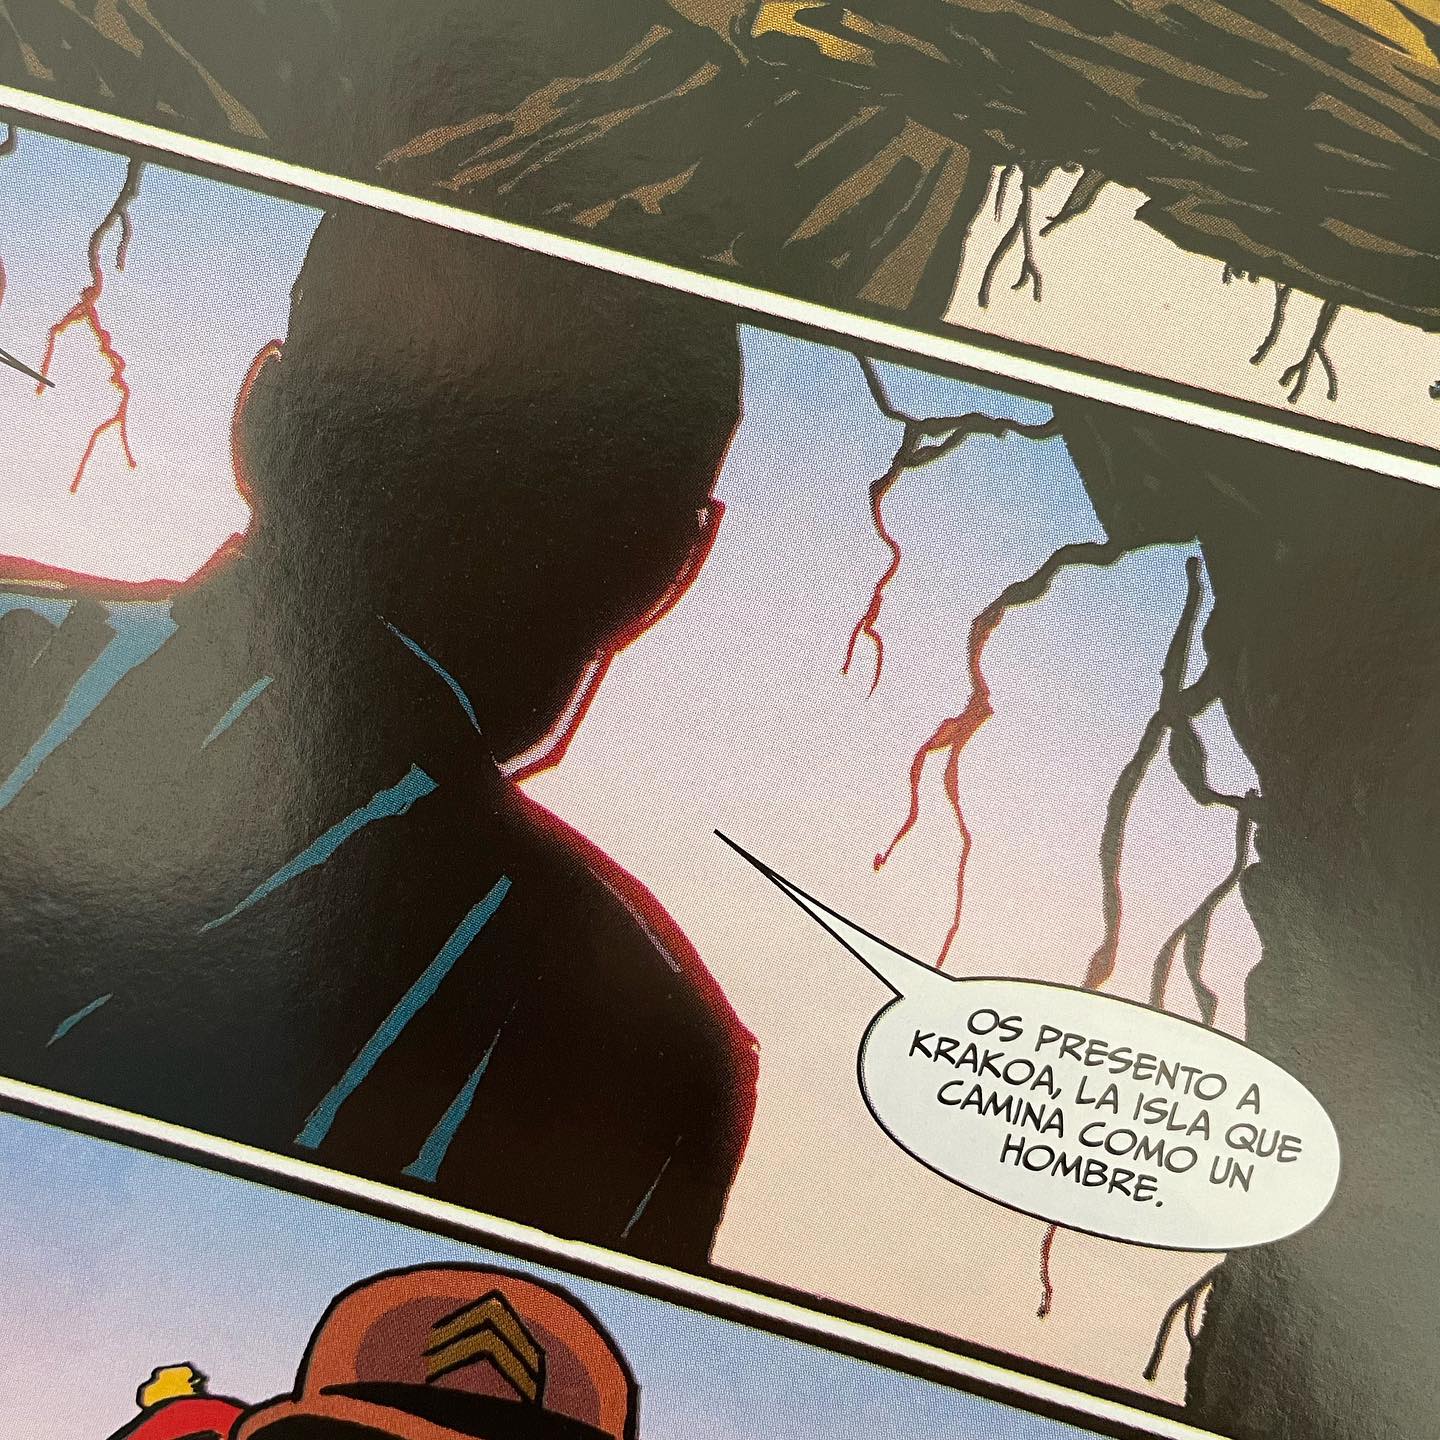 OS PRESENTO A
KRAKOA, LA ISLA QUE
CAMINA COMO UN
HOMBRE.